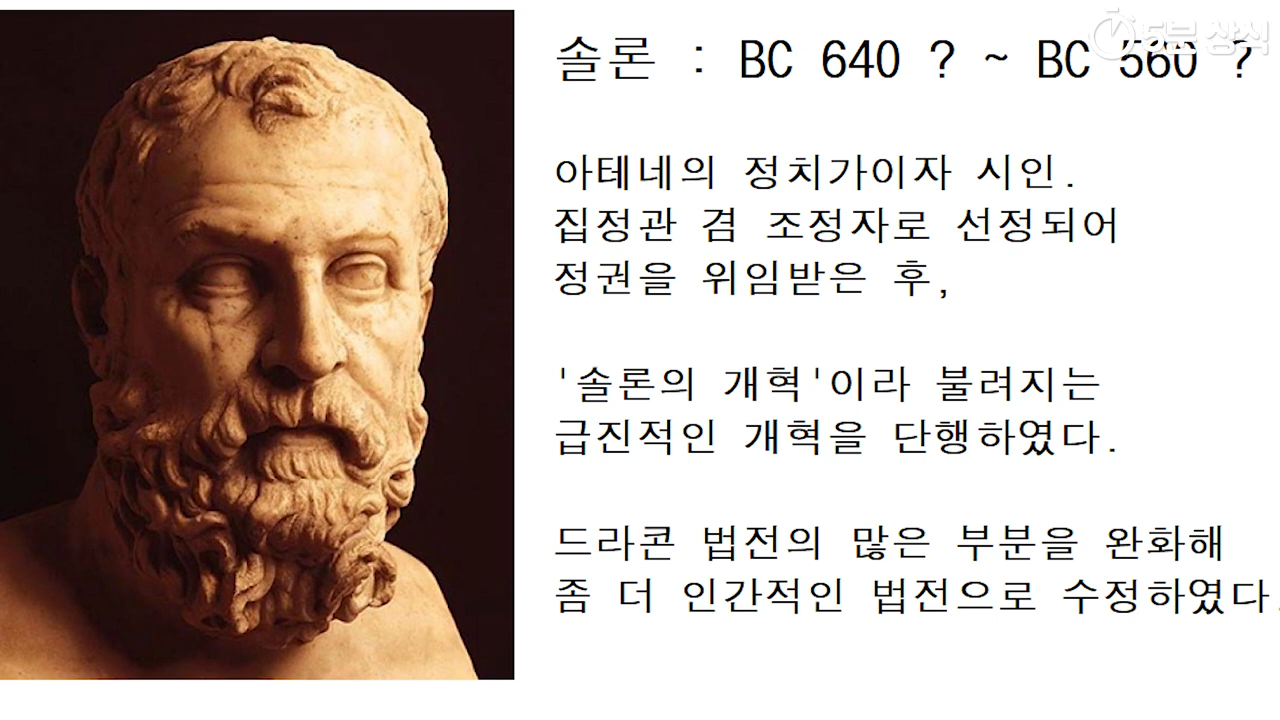 5분 상식
솔론 : BC 640 ? ~ BC 560 ?
아테네의 정치가이자 시인.
집정관 겸 조정자로 선정되어
정권을 위임받은 후,
'솔론의 개혁'이라 불려지는
급진적인 개혁을 단행하였다.
드라콘 법전의 많은 부분을 완화해
좀 더 인간적인 법전으로 수정하였다.